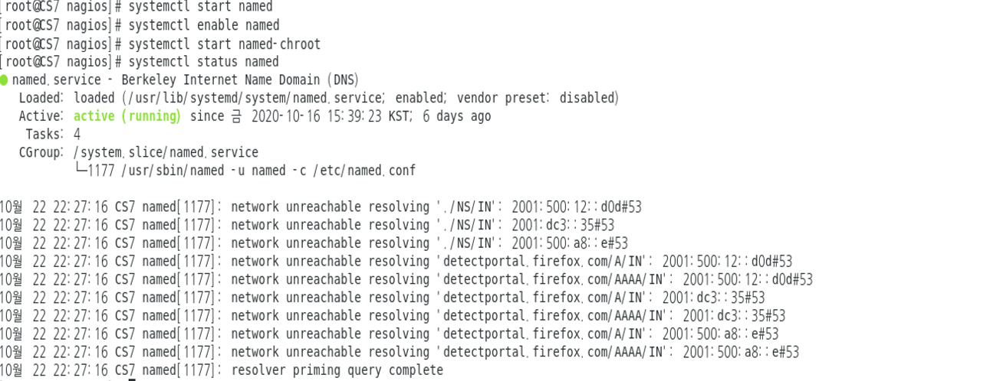 [root@CS7 nagios]# systemctl start named
[root@CS7 nagios]# systemctl enable named
[root@CS7 nagios]# systemctl start named-chroot
[root@CS7 nagios]# systemctl status named
● named.service - Berkeley Internet Name Domain (DNS)
Loaded: loaded (/usr/lib/systemd/system/named.service; enabled; vendor preset: disabled)
Active: active (running) since 금 2020-10-16 15:39:23 KST; 6 days ago
Tasks: 4
CGroup: /system.slice/named.service
└─1177 /usr/sbin/named -u named -c /etc/named.conf
10월 22 22:27:16 CS7 named[1177]: network unreachable resolving './NS/IN': 2001:500:12::d0d#53
10월 22 22:27:16 CS7 named[1177]: network unreachable resolving './NS/IN': 2001:dc3::35#53
10월 22 22:27:16 CS7 named[1177]: network unreachable resolving './NS/IN': 2001:500:a8::e#53
10월 22 22:27:16 CS7 named[1177]: network unreachable resolving 'detectportal.firefox.com/A/IN': 2001:500:12::d0d#53
10월 22 22:27:16 CS7 named[1177]: network unreachable resolving 'detectportal.firefox.com/AAAA/IN': 2001:500:12::d0d#53
10월 22 22:27:16 CS7 named[1177]: network unreachable resolving 'detectportal.firefox.com/A/IN': 2001:dc3::35#53
10월 22 22:27:16 CS7 named[1177]: network unreachable resolving 'detectportal.firefox.com/AAAA/IN': 2001:dc3::35#53
10월 22 22:27:16 CS7 named[1177]: network unreachable resolving 'detectportal.firefox.com/A/IN': 2001:500:a8::e#53
10월 22 22:27:16 CS7 named[1177]: network unreachable resolving 'detectportal.firefox.com/AAAA/IN': 2001:500:a8::e#53
10월 22 22:27:16 CS7 named[1177]: resolver priming query complete